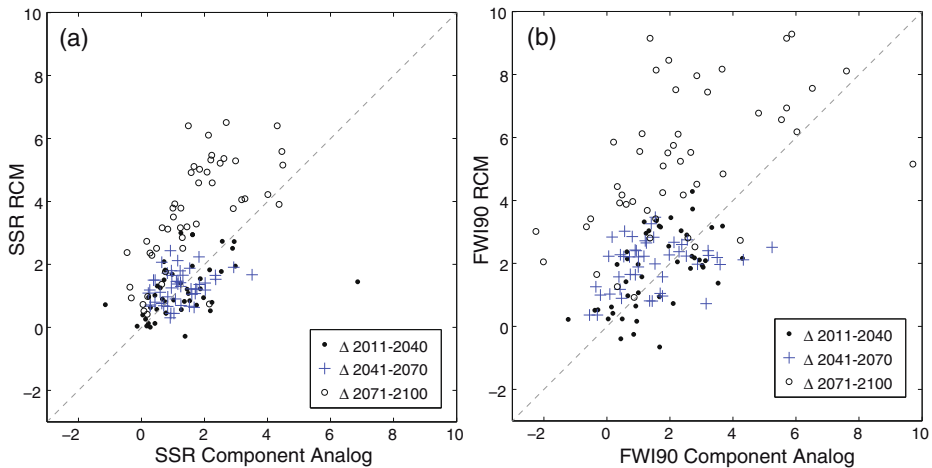 (a)
SSR RCM
10
8
6
4
2
0
−2
−2 0 2 4 6 8 10
SSR Component Analog
Δ 2011-2040
Δ 2041-2070
Δ 2071-2100
(b)
FWI90 RCM
10
8
6
4
2
0
−2
−2 0 2 4 6 8 10
FWI90 Component Analog
Δ 2011-2040
Δ 2041-2070
Δ 2071-2100